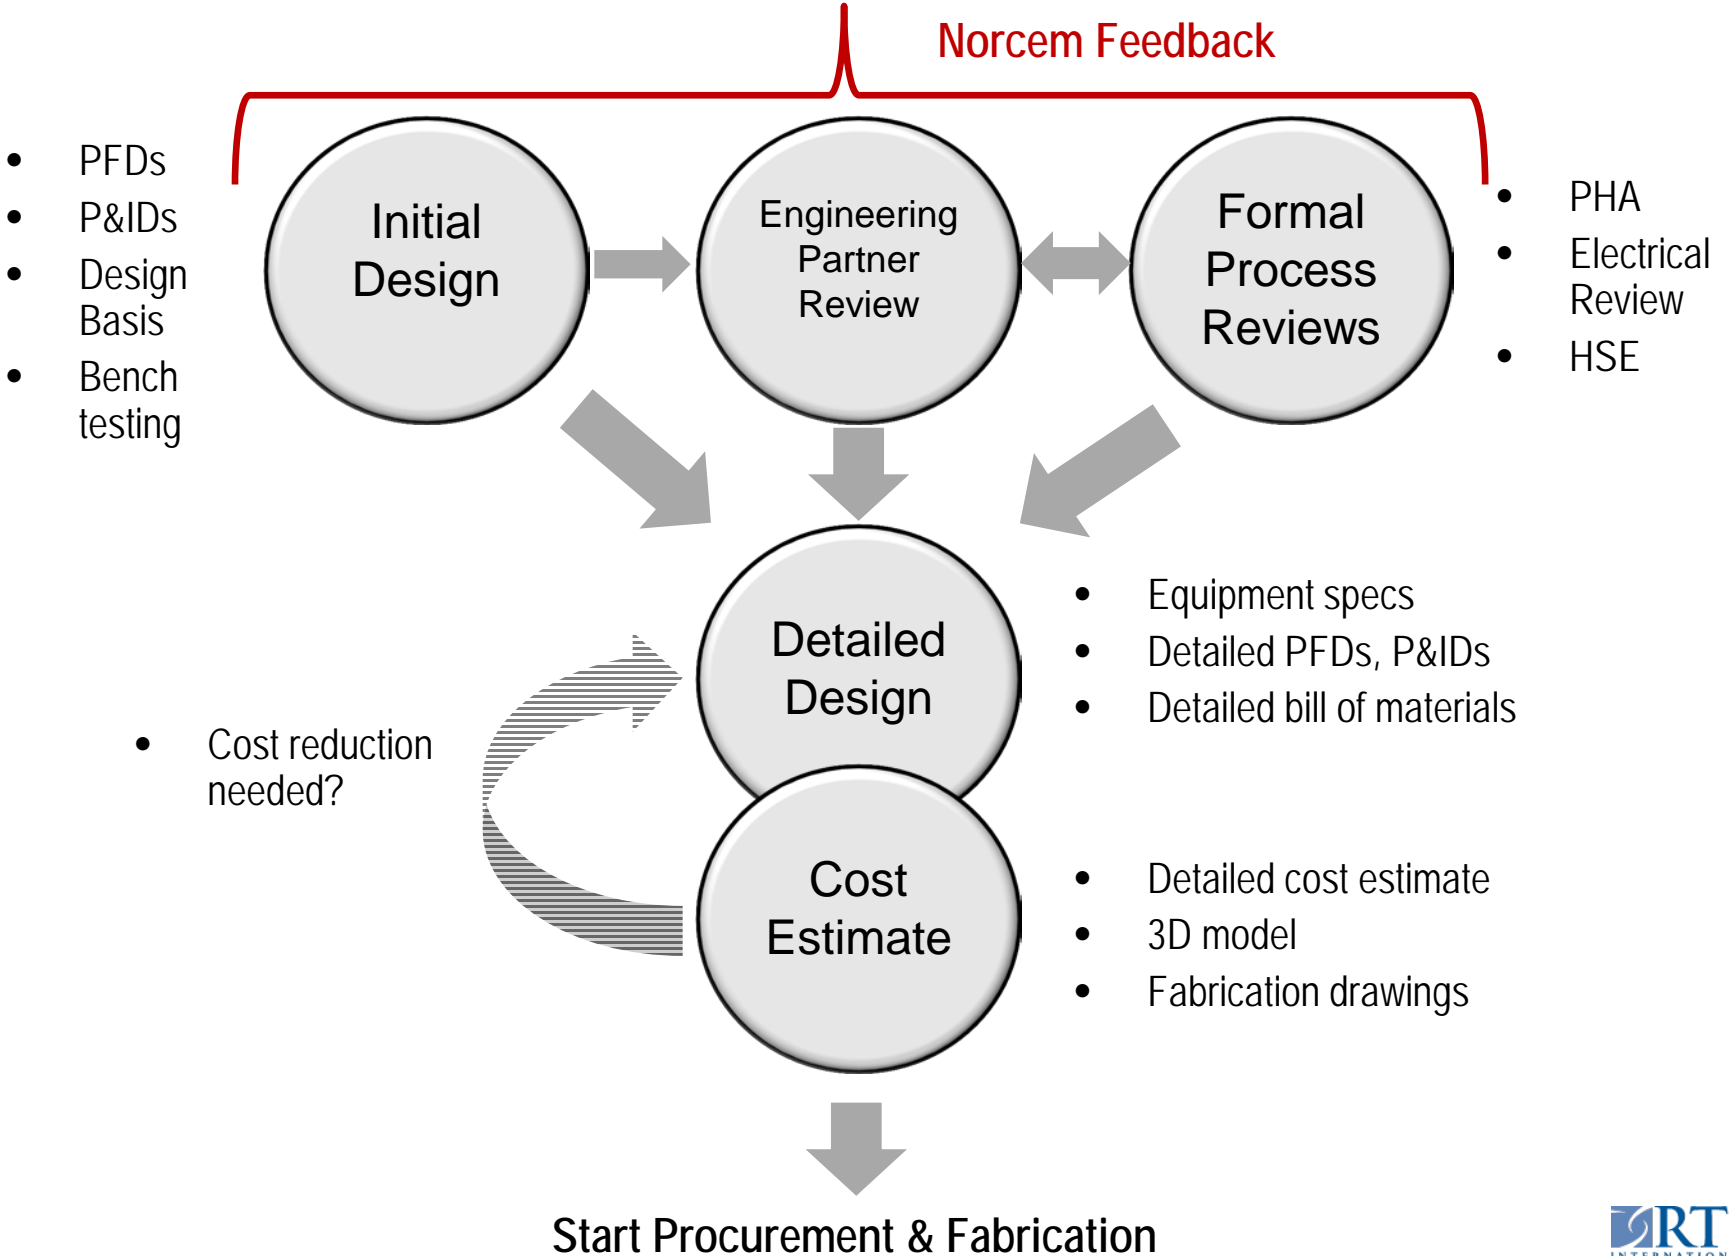 Norcem Feedback
• PFDs
• P&IDs
• Design
Basis
• Bench
testing
Initial
Design
Engineering
Partner
Review
Formal
Process
Reviews
• PHA
• Electrical
Review
• HSE
Detailed
Design
• Equipment specs
• Detailed PFDs, P&IDs
• Detailed bill of materials
• Cost reduction
needed?
Cost
Estimate
• Detailed cost estimate
• 3D model
• Fabrication drawings
Start Procurement & Fabrication
RT